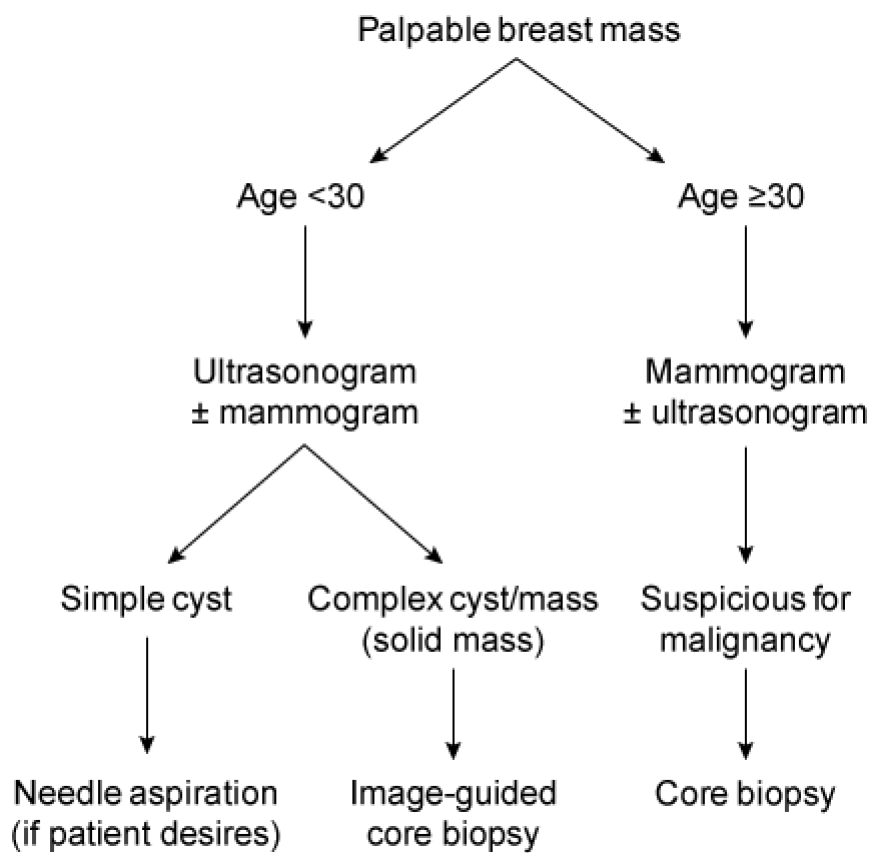 Palpable breast mass
Age <30
Age ≥30
Ultrasonogram
± mammogram
Mammogram
± ultrasonogram
Simple cyst
Complex cyst/mass
(solid mass)
Suspicious for
malignancy
Needle aspiration
(if patient desires)
Image-guided
core biopsy
Core biopsy